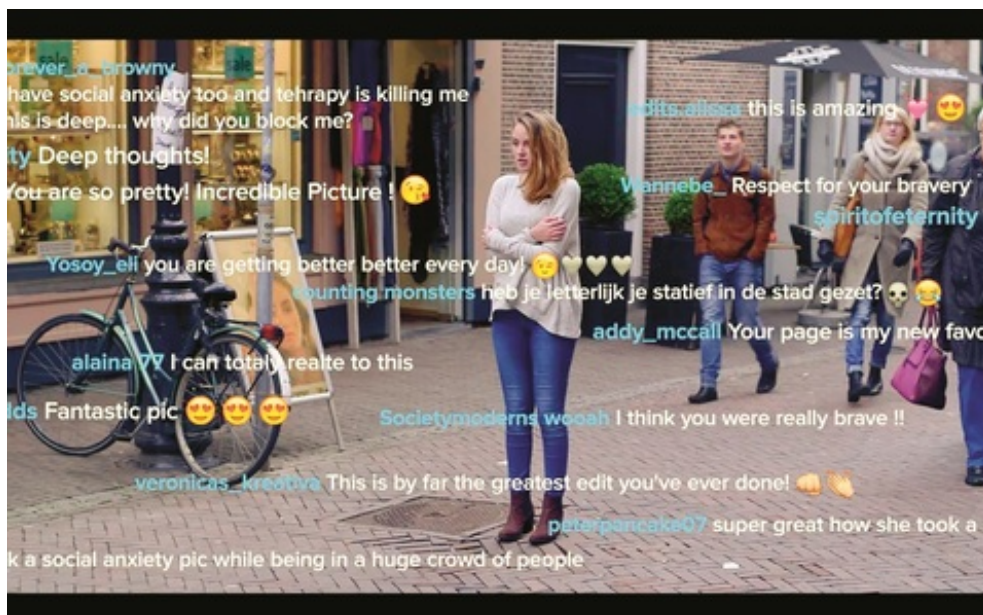 sale
sale
orever_a_browny
have social anxiety too and tehrapy is killing me
his is deep.... why did you block me?
ty Deep thoughts!
You are so pretty! Incredible Picture ! 😘
edits.alissa this is amazing 💗 😍
Wannebe_ Respect for your bravery
spiritofeternity
Yosoy_eli you are getting better better every day! 😉
counting monsters heb je letterlijk je statief in de stad gezet? 💀 😂
addy_mccall Your page is my new favo
alaina 77 I can totaly realte to this
dds Fantastic pic 😍 😍 😍
Societymoderns wooah I think you were really brave !!
veronicas_kreativa This is by far the greatest edit you've ever done! 👊 👏
peterpancake07 super great how she took a
k a social anxiety pic while being in a huge crowd of people